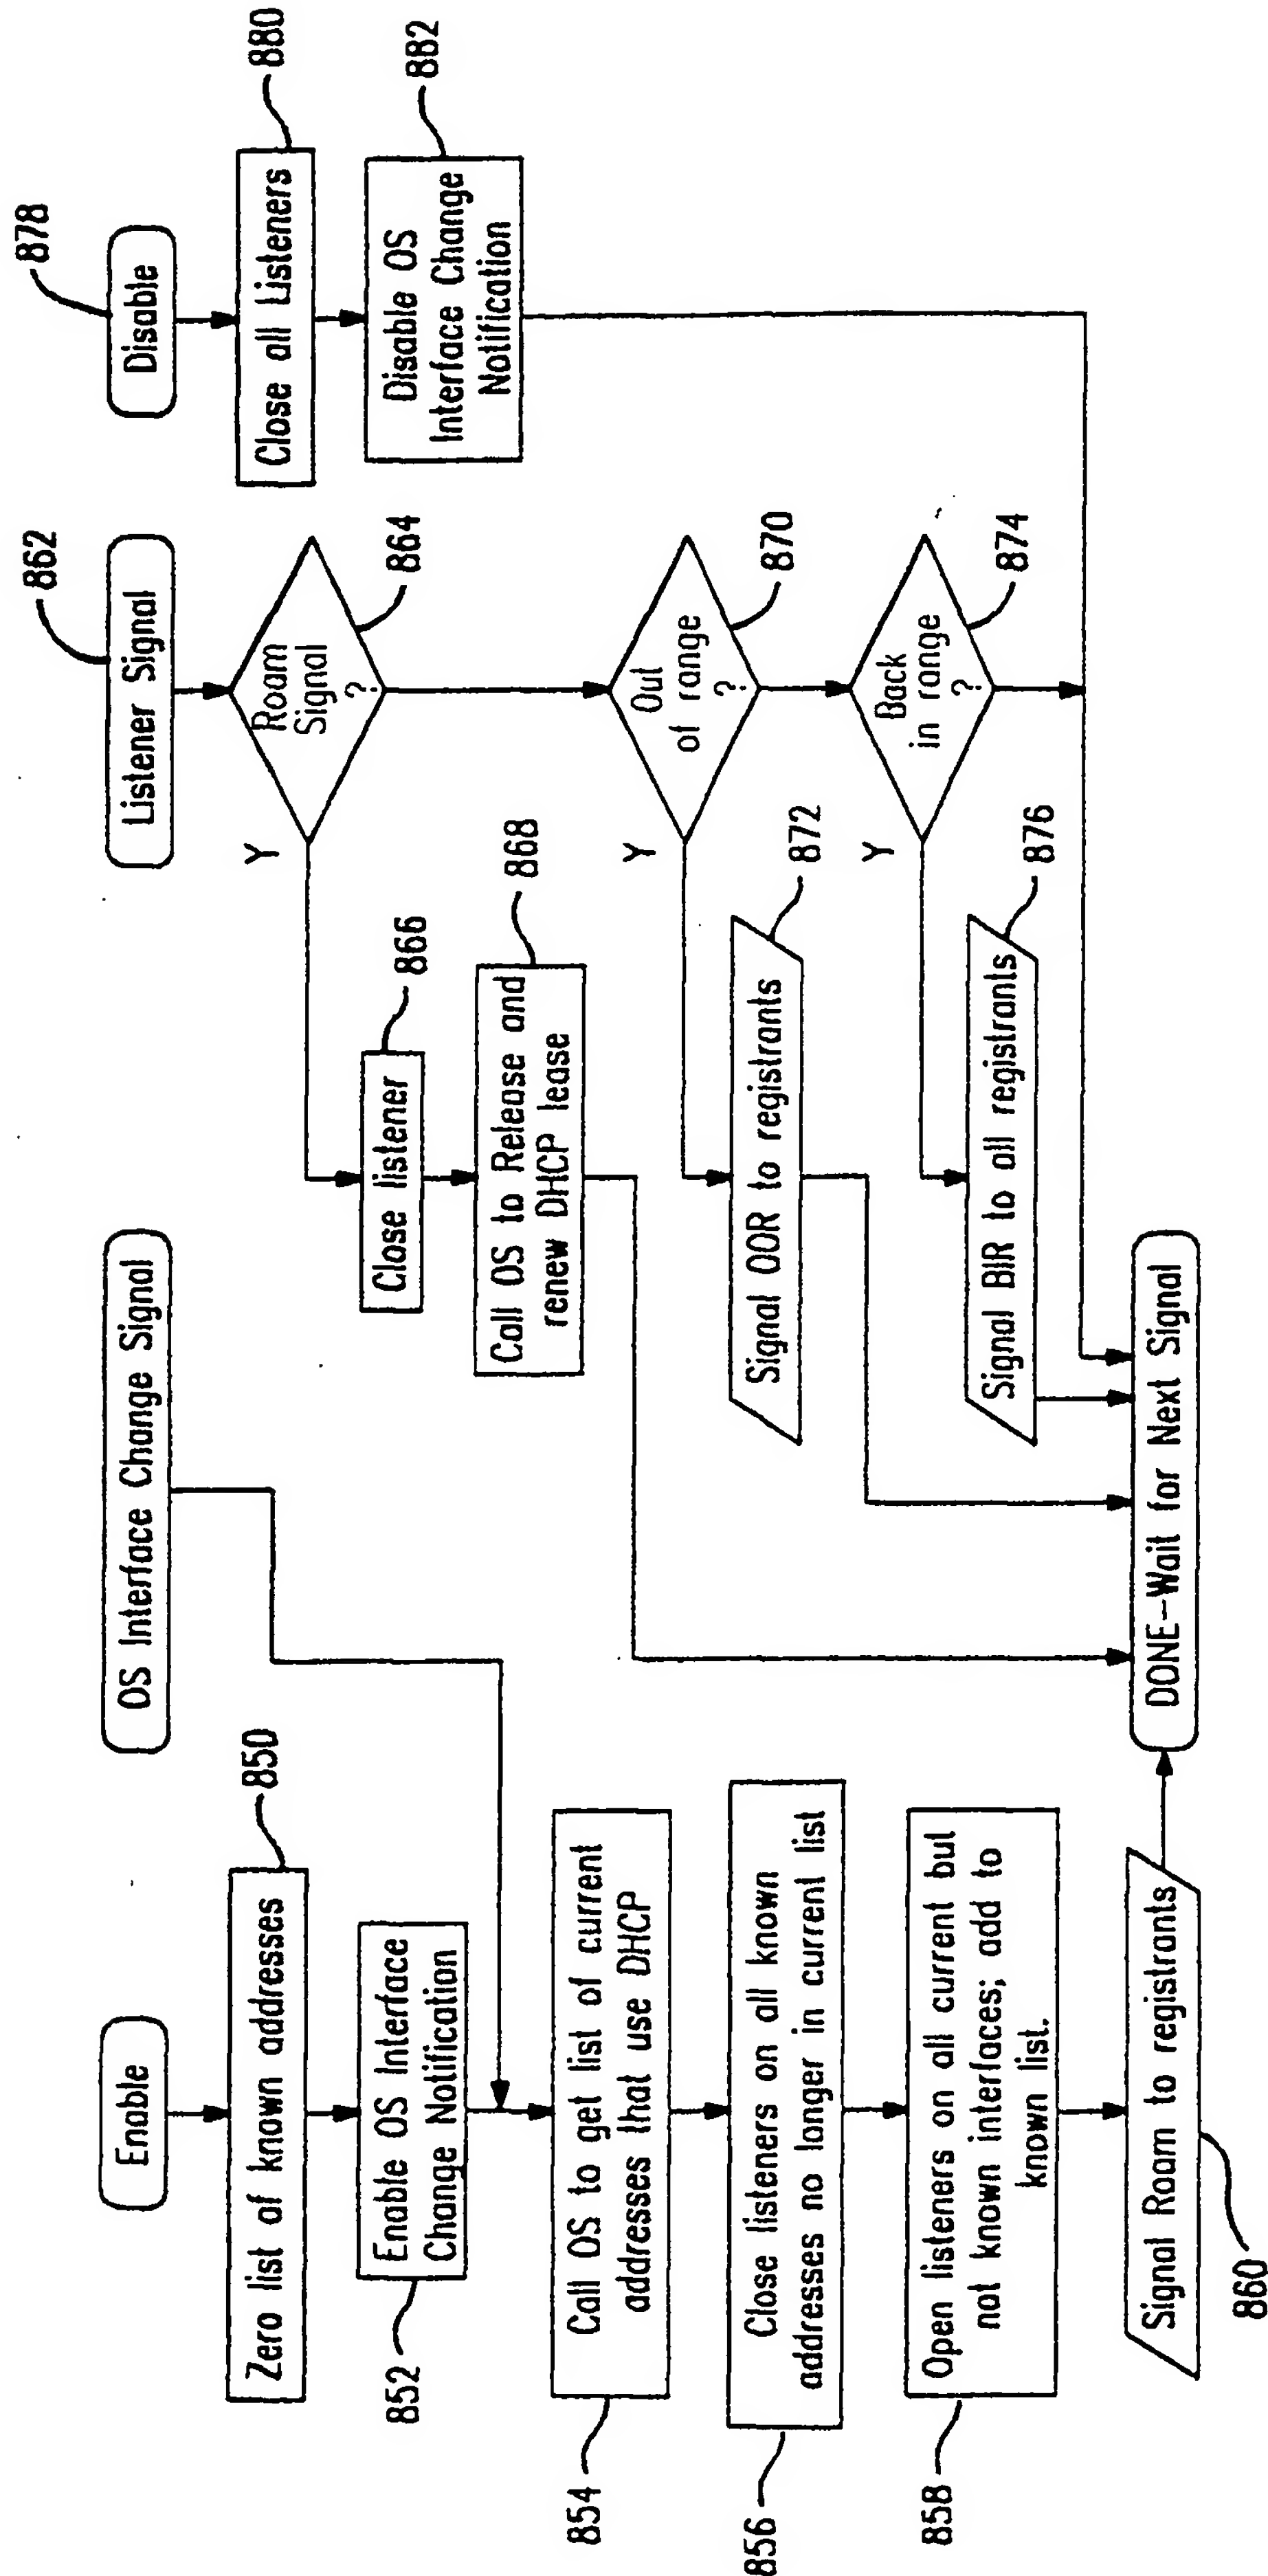 Enable
Zero list of known addresses
850
Enable OS Interface
Change Notification
852
Call OS to get list of current
addresses that use DHCP
854
Close listeners on all known
addresses no longer in current list
856
Open listeners on all current but
not known interfaces; add to
known list.
858
Signal Roam to registrants
860
OS Interface Change Signal
Listener Signal
862
Roam
Signal
?
864
Y
Close listener
866
Call OS to Release and
renew DHCP lease
868
Out
of range
?
870
Y
Signal OOR to registrants
872
Back
in range
?
874
Y
Signal BIR to all registrants
876
Disable
878
Close all Listeners
880
Disable OS
Interface Change
Notification
882
DONE-Wait for Next Signal